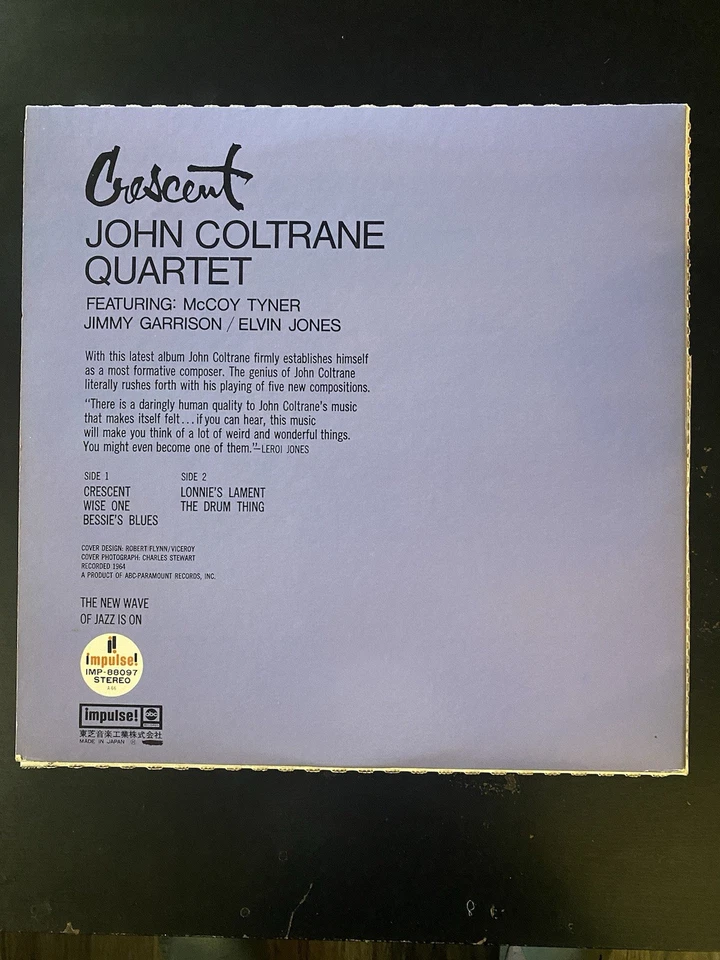 Crescent
JOHN COLTRANE
QUARTET
FEATURING: McCOY TYNER
JIMMY GARRISON / ELVIN JONES
With this latest album John Coltrane firmly establishes himself
as a most formative composer. The genius of John Coltrane
literally rushes forth with his playing of five new compositions.
"There is a daringly human quality to John Coltrane's music
that makes itself felt...if you can hear, this music
will make you think of a lot of weird and wonderful things.
You might even become one of them."—LEROI JONES
SIDE 1
CRESCENT
WISE ONE
BESSIE'S BLUES
SIDE 2
LONNIE'S LAMENT
THE DRUM THING
COVER DESIGN: ROBERT FLYNN/VICEROY
COVER PHOTOGRAPH: CHARLES STEWART
RECORDED 1964
A PRODUCT OF ABC-PARAMOUNT RECORDS, INC.
THE NEW WAVE
OF JAZZ IS ON
i!
impulse!
IMP-88097
STEREO
impulse! abc
東芝音楽工業株式会社
MADE IN JAPAN